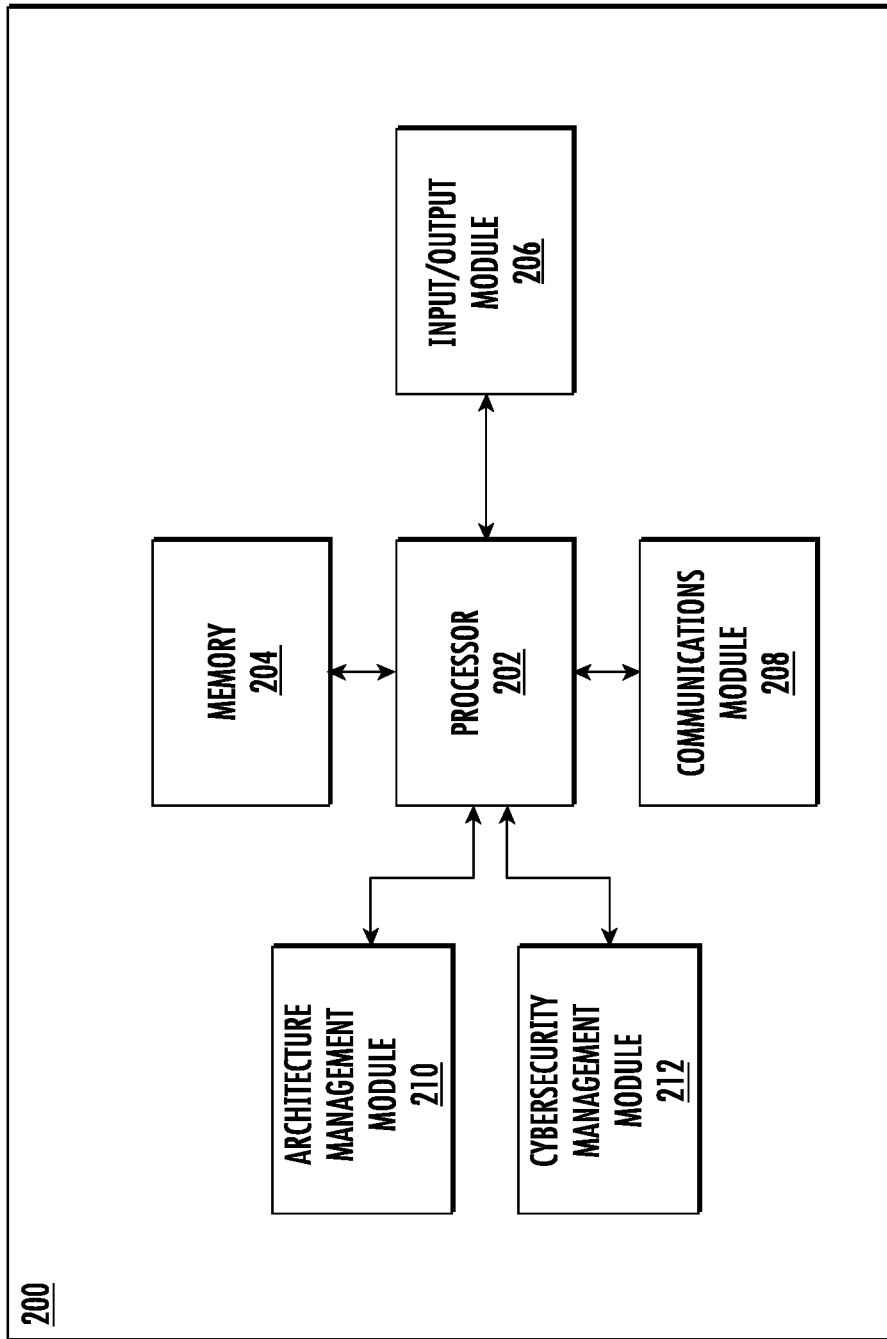 200
MEMORY
204
ARCHITECTURE
MANAGEMENT
MODULE
210
PROCESSOR
202
INPUT/OUTPUT
MODULE
206
CYBERSECURITY
MANAGEMENT
MODULE
212
COMMUNICATIONS
MODULE
208